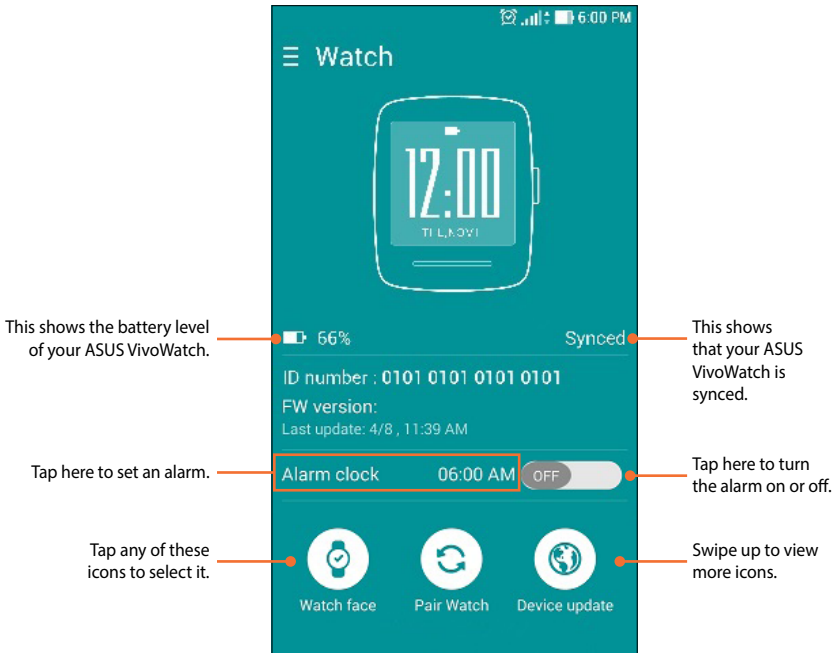 6:00 PM
Watch
12:00
This shows the battery level
of your ASUS VivoWatch.
66%
Synced
This shows
that your ASUS
VivoWatch is
synced.
ID number : 0101 0101 0101 0101
FW version:
Last update: 4/8 , 11:39 AM
Tap here to set an alarm.
Alarm clock 06:00 AM OFF
Tap here to turn
the alarm on or off.
Tap any of these
icons to select it.
Swipe up to view
more icons.
Watch face Pair Watch Device update